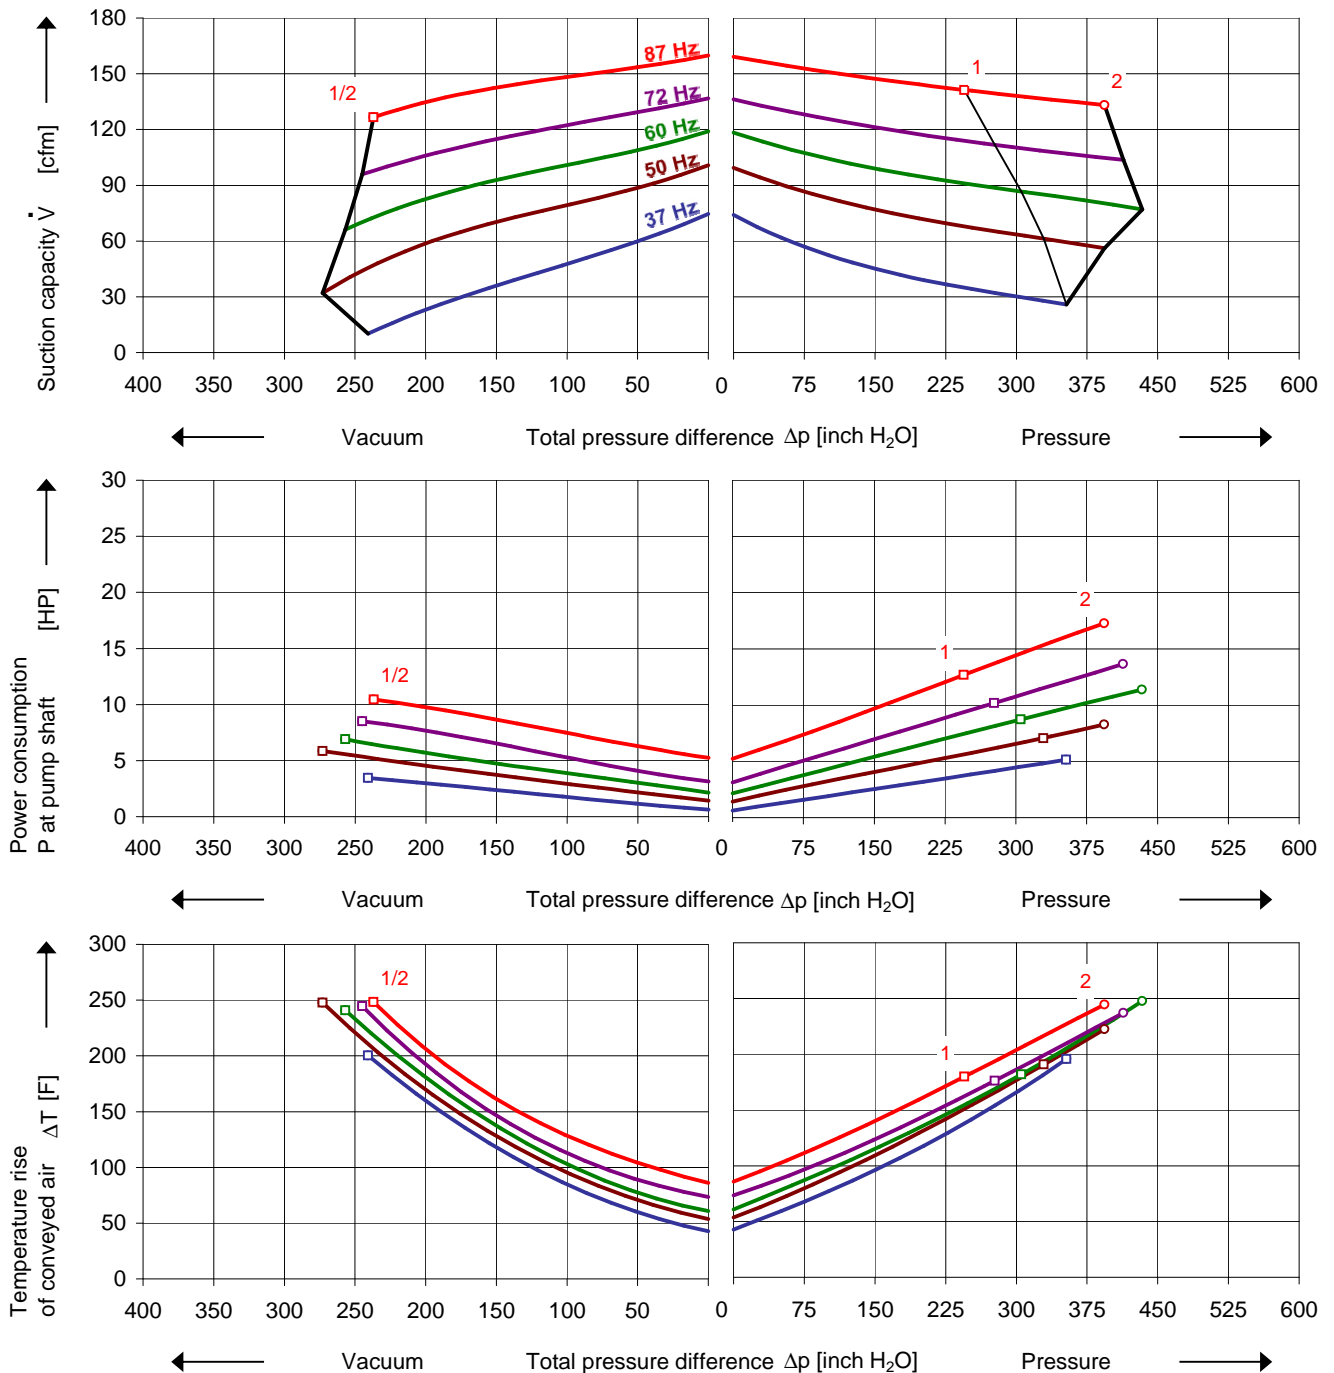 180
150
120
90
60
30
0
Suction capacity V̇ [cfm]
87 Hz
72 Hz
60 Hz
50 Hz
37 Hz
1/2
1
2
400 350 300 250 200 150 100 50 0 75 150 225 300 375 450 525 600
Vacuum Total pressure difference Δp [inch H₂O] Pressure
30
25
20
15
10
5
0
Power consumption
P at pump shaft [HP]
1/2
1
2
400 350 300 250 200 150 100 50 0 75 150 225 300 375 450 525 600
Vacuum Total pressure difference Δp [inch H₂O] Pressure
300
250
200
150
100
50
0
Temperature rise
of conveyed air ΔT [F]
1/2
1
2
400 350 300 250 200 150 100 50 0 75 150 225 300 375 450 525 600
Vacuum Total pressure difference Δp [inch H₂O] Pressure